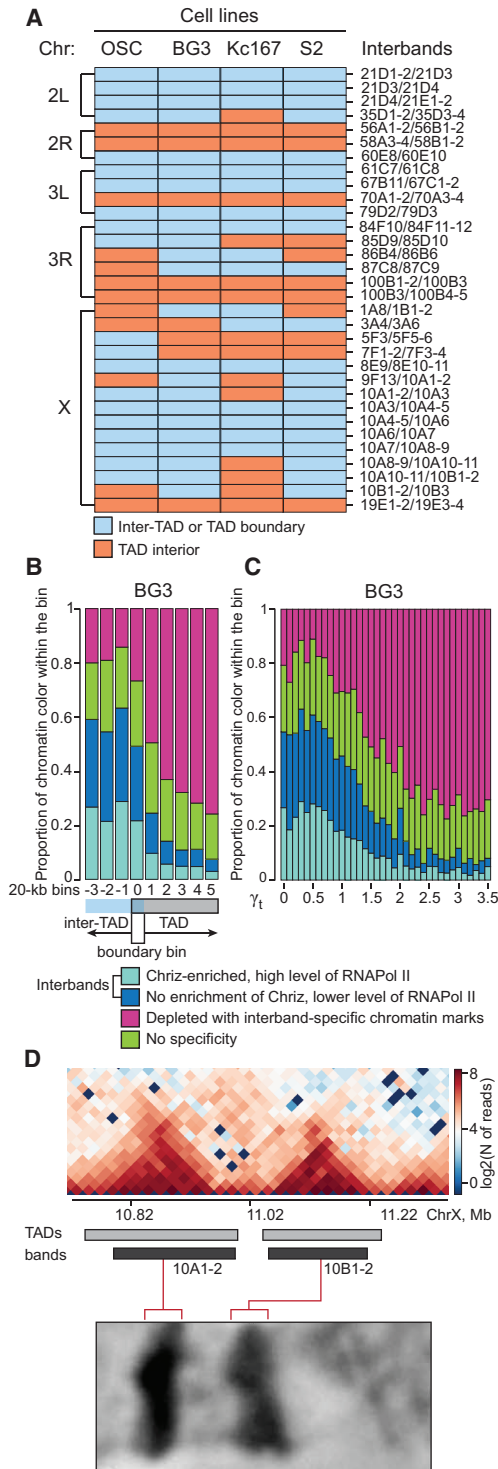 A
Cell lines
Chr: OSC BG3 Kc167 S2 Interbands
2L
21D1-2/21D3
21D3/21D4
21D4/21E1-2
35D1-2/35D3-4
2R
56A1-2/56B1-2
58A3-4/58B1-2
60E8/60E10
3L
61C7/61C8
67B11/67C1-2
70A1-2/70A3-4
79D2/79D3
3R
84F10/84F11-12
85D9/85D10
86B4/86B6
87C8/87C9
100B1-2/100B3
100B3/100B4-5
X
1A8/1B1-2
3A4/3A6
5F3/5F5-6
7F1-2/7F3-4
8E9/8E10-11
9F13/10A1-2
10A1-2/10A3
10A3/10A4-5
10A4-5/10A6
10A6/10A7
10A7/10A8-9
10A8-9/10A10-11
10A10-11/10B1-2
10B1-2/10B3
19E1-2/19E3-4
Inter-TAD or TAD boundary
TAD interior
B
BG3
Proportion of chromatin color within the bin
1
0.8
0.6
0.4
0.2
0
20-kb bins -3 -2 -1 0 1 2 3 4 5
inter-TAD TAD
boundary bin
C
BG3
Proportion of chromatin color within the bin
1
0.8
0.6
0.4
0.2
0
γt 0 0.5 1 1.5 2 2.5 3 3.5
Interbands
Chriz-enriched, high level of RNAPol II
No enrichment of Chriz, lower level of RNAPol II
Depleted with interband-specific chromatin marks
No specificity
D
8
4
0
log2(N of reads)
10.82 11.02 11.22 ChrX, Mb
TADs
bands
10A1-2 10B1-2